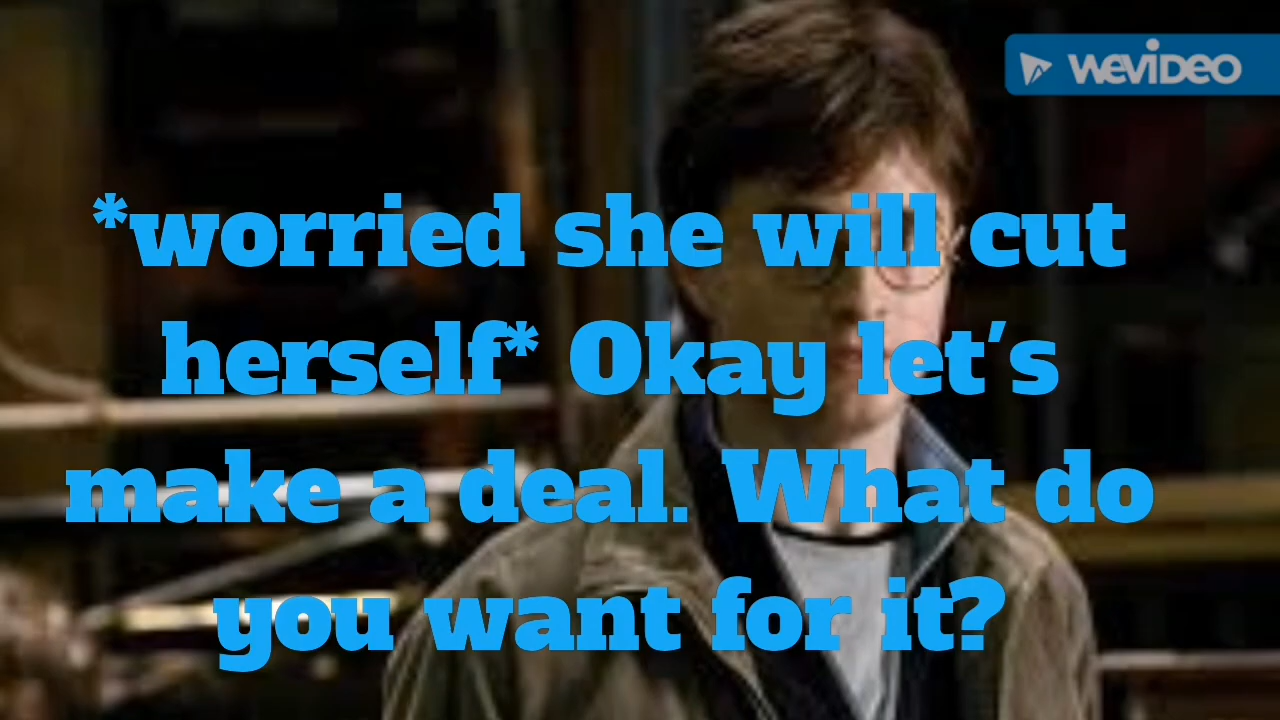 WEVIDEO
*worried she will cut
herself* Okay let's
make a deal. What do
you want for it?